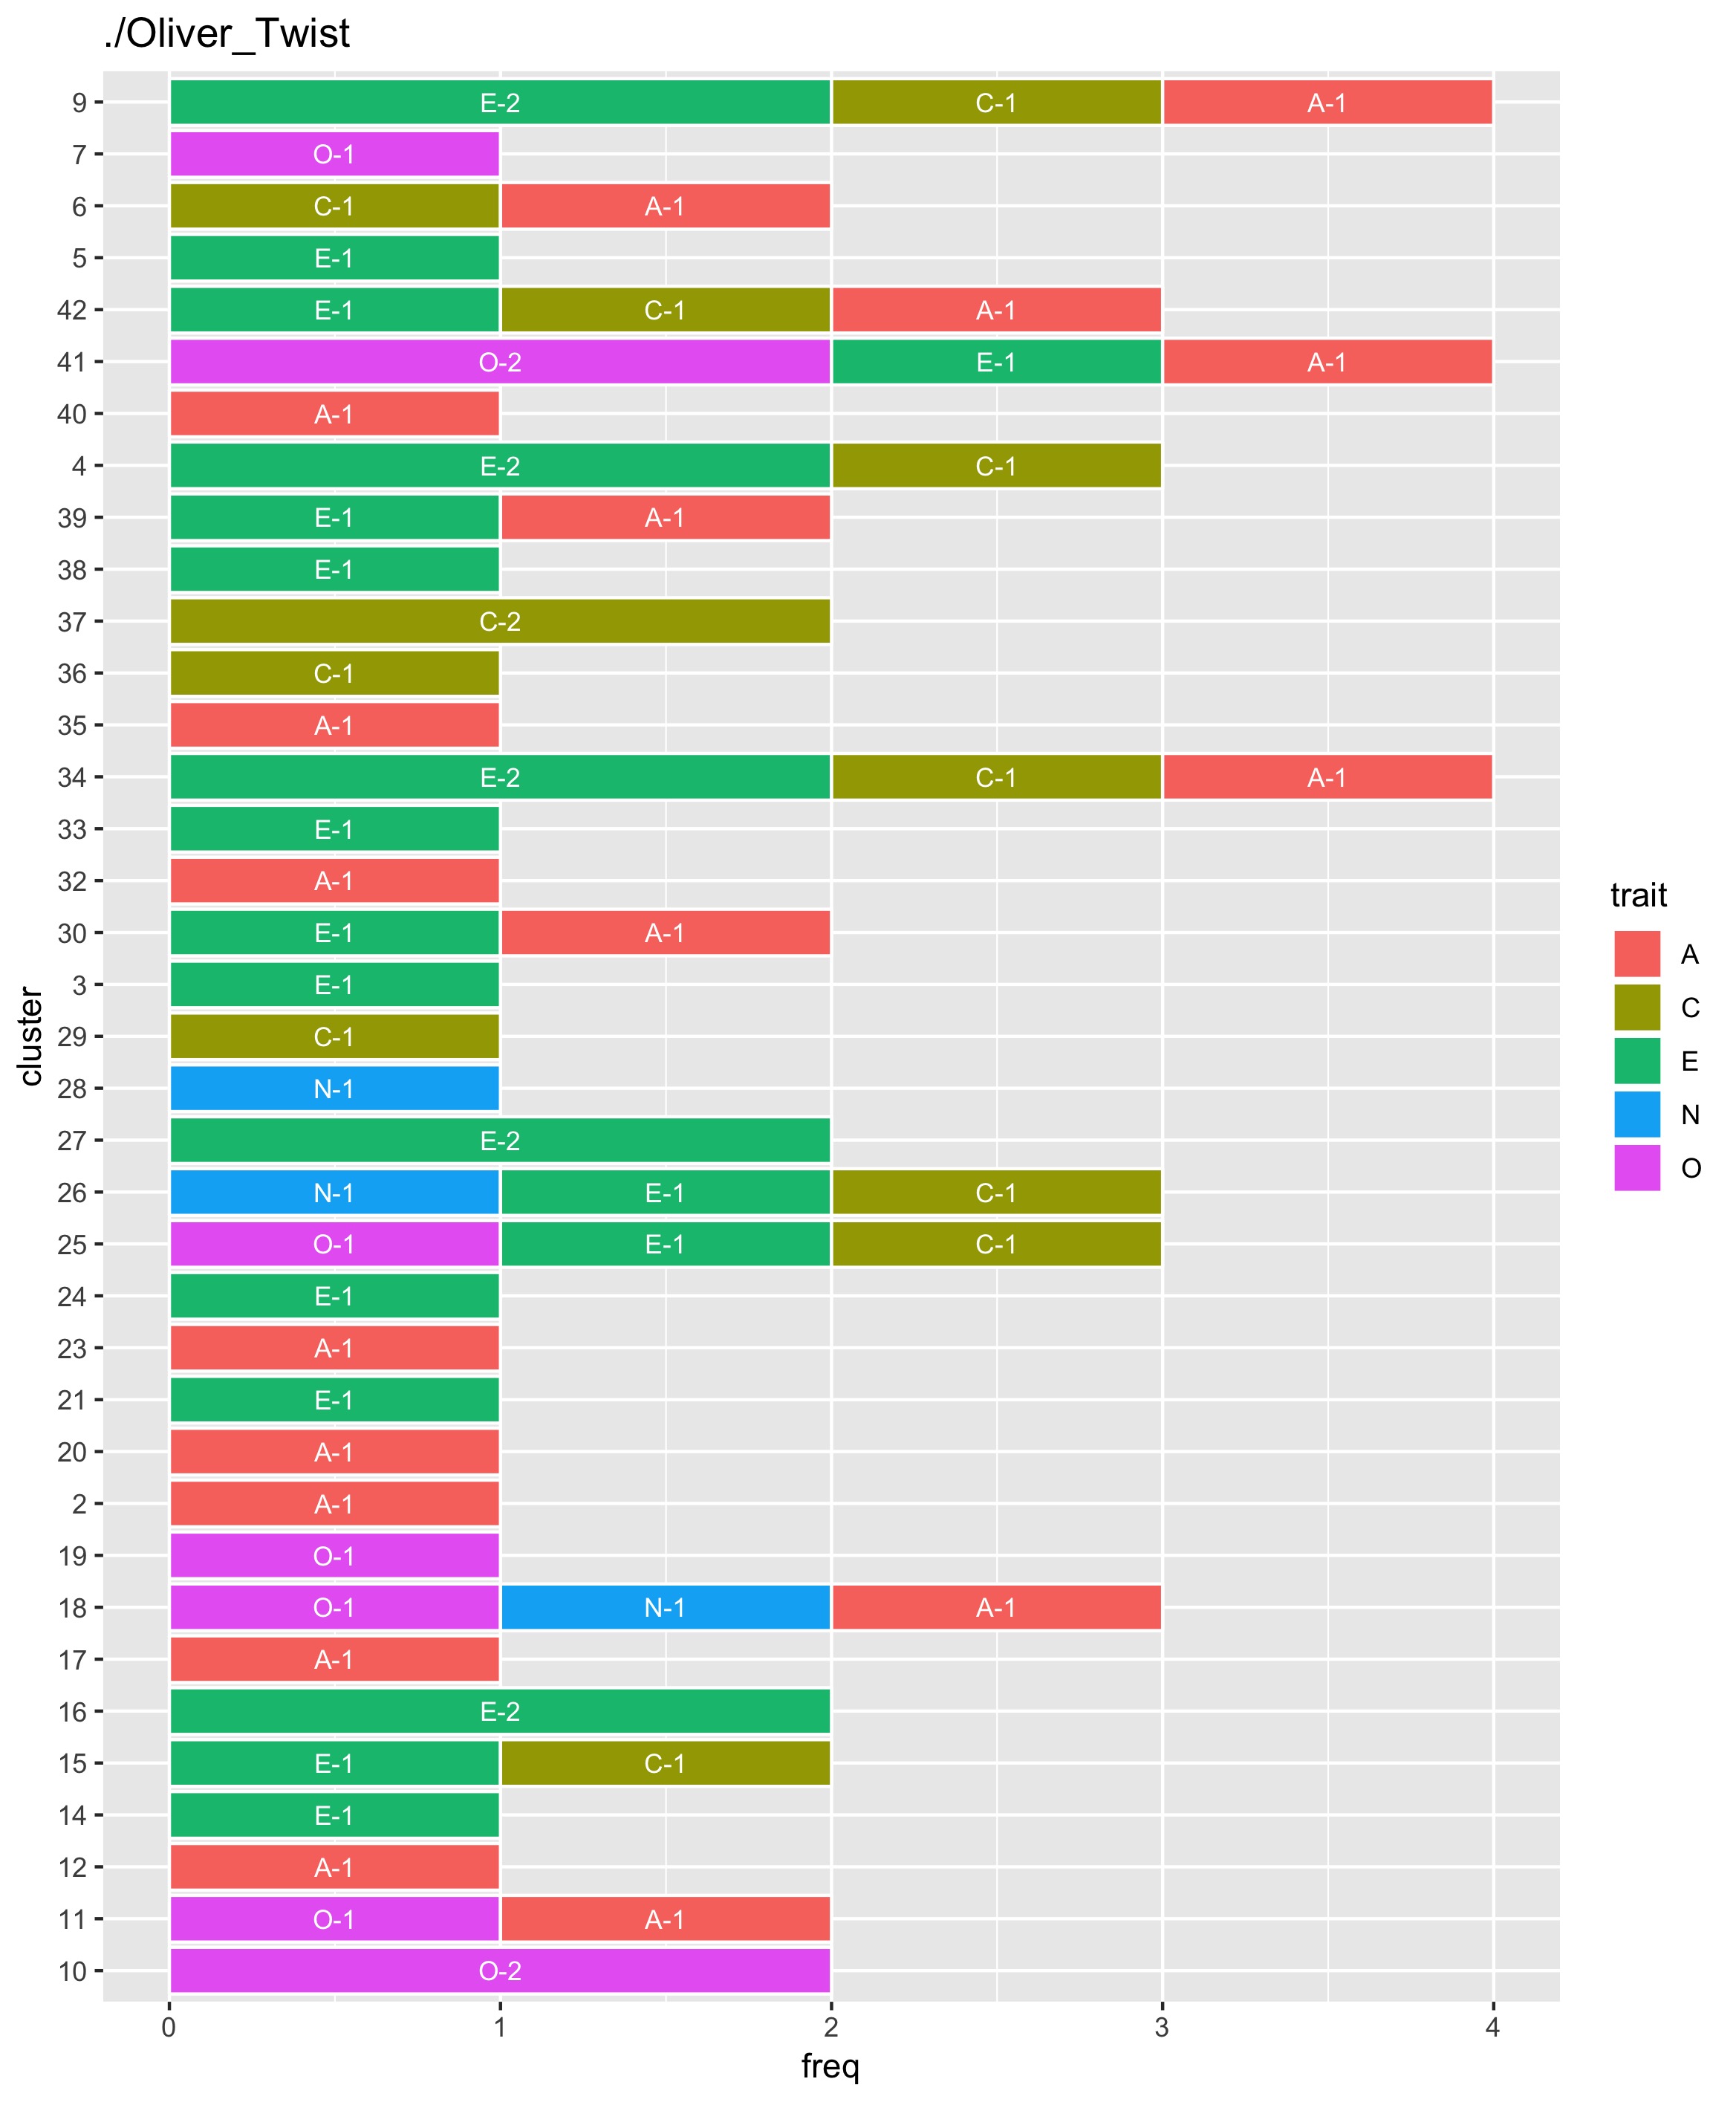 ./Oliver_Twist
9 E-2 C-1 A-1
7 O-1
6 C-1 A-1
5 E-1
42 E-1 C-1 A-1
41 O-2 E-1 A-1
40 A-1
4 E-2 C-1
39 E-1 A-1
38 E-1
37 C-2
36 C-1
35 A-1
34 E-2 C-1 A-1
33 E-1
32 A-1
30 E-1 A-1
3 E-1
29 C-1
28 N-1
27 E-2
26 N-1 E-1 C-1
25 O-1 E-1 C-1
24 E-1
23 A-1
21 E-1
20 A-1
2 A-1
19 O-1
18 O-1 N-1 A-1
17 A-1
16 E-2
15 E-1 C-1
14 E-1
12 A-1
11 O-1 A-1
10 O-2
0 1 2 3 4
freq
cluster
trait
A
C
E
N
O